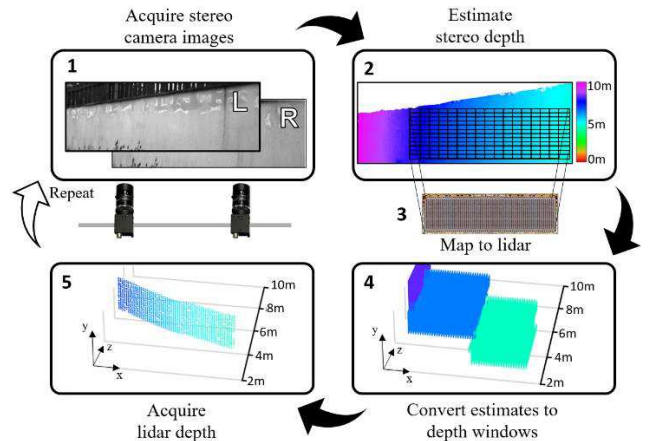 Acquire stereo
camera images
Estimate
stereo depth
1
L
R
2
10m
5m
0m
Repeat
3
Map to lidar
5
10m
8m
6m
4m
2m
y
z
x
4
10m
8m
6m
4m
2m
y
z
x
Acquire
lidar depth
Convert estimates to
depth windows